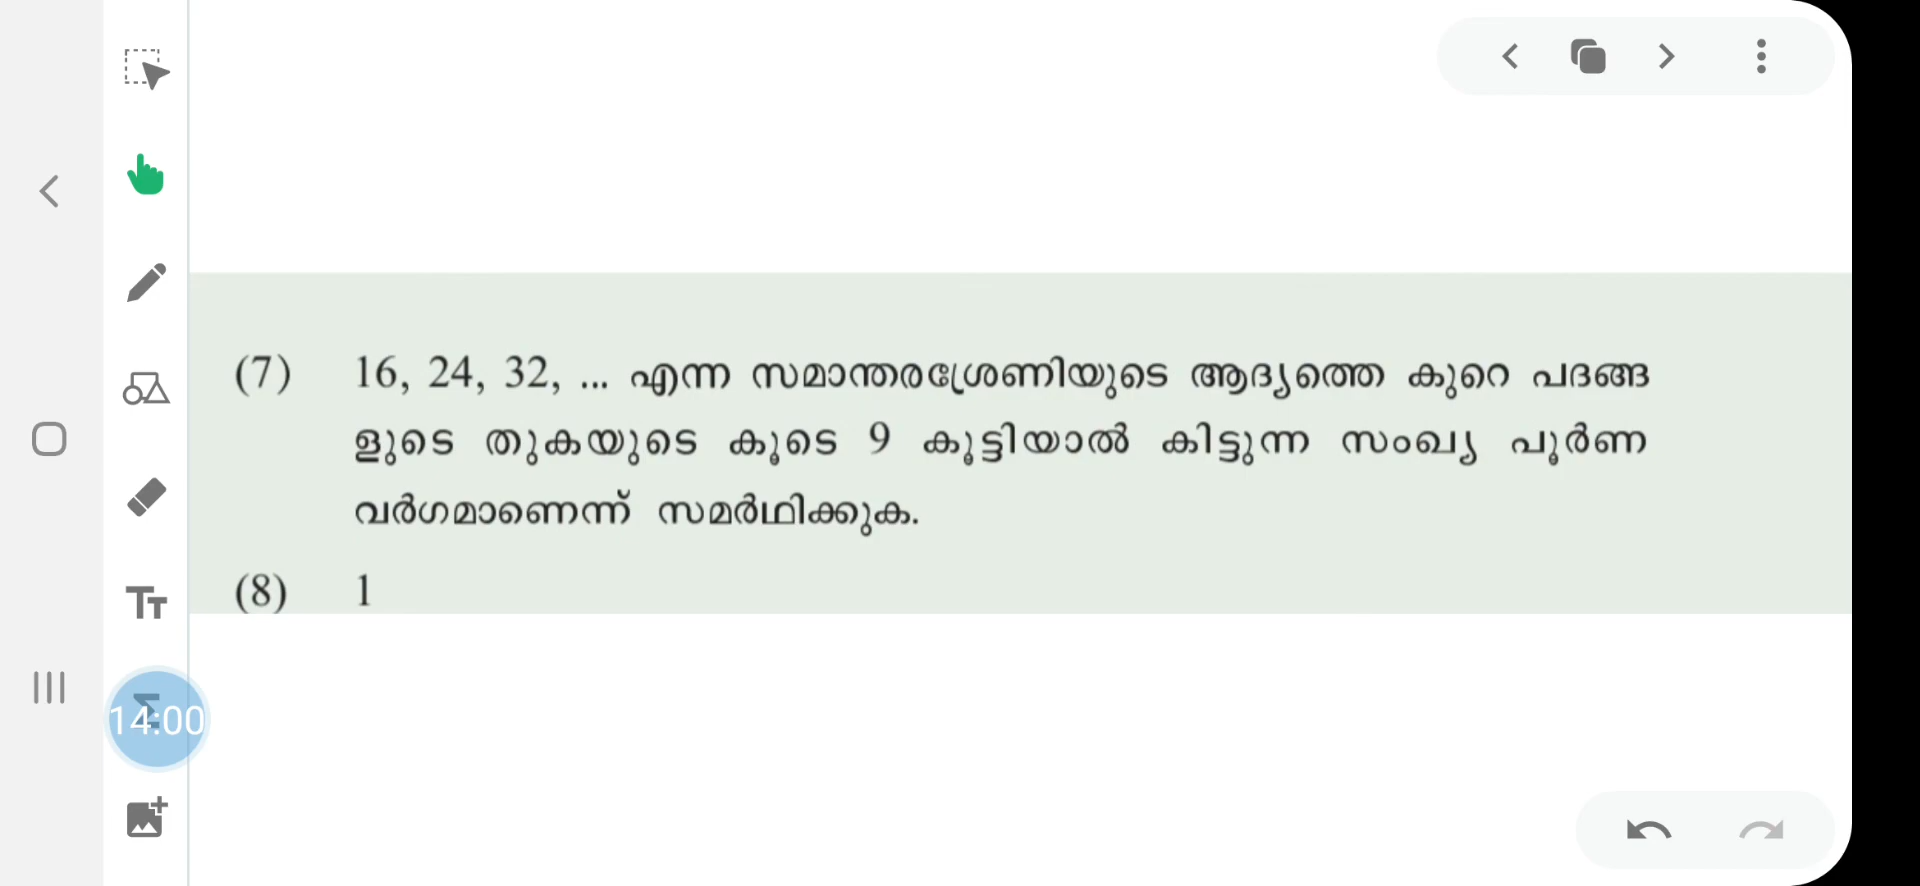 (7) 16, 24, 32, ... എന്ന സമാന്തരശ്രേണിയുടെ ആദ്യത്തെ കുറെ പദങ്ങ
ളുടെ തുകയുടെ കൂടെ 9 കൂട്ടിയാൽ കിട്ടുന്ന സംഖ്യ പൂർണ
വർഗമാണെന്ന് സമർഥിക്കുക.
(8) 1
Tт
14:00